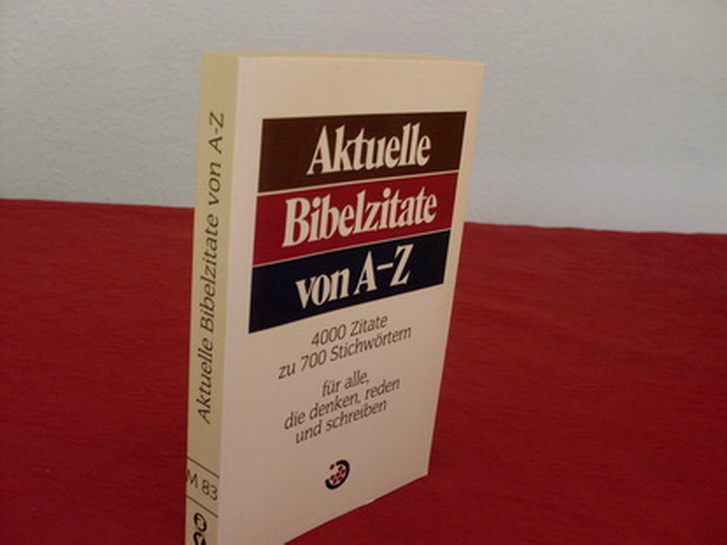 Aktuelle Bibelzitate von A-Z
M 83
Aktuelle
Bibelzitate
von A–Z
4000 Zitate
zu 700 Stichwörtern
für alle,
die denken, reden
und schreiben